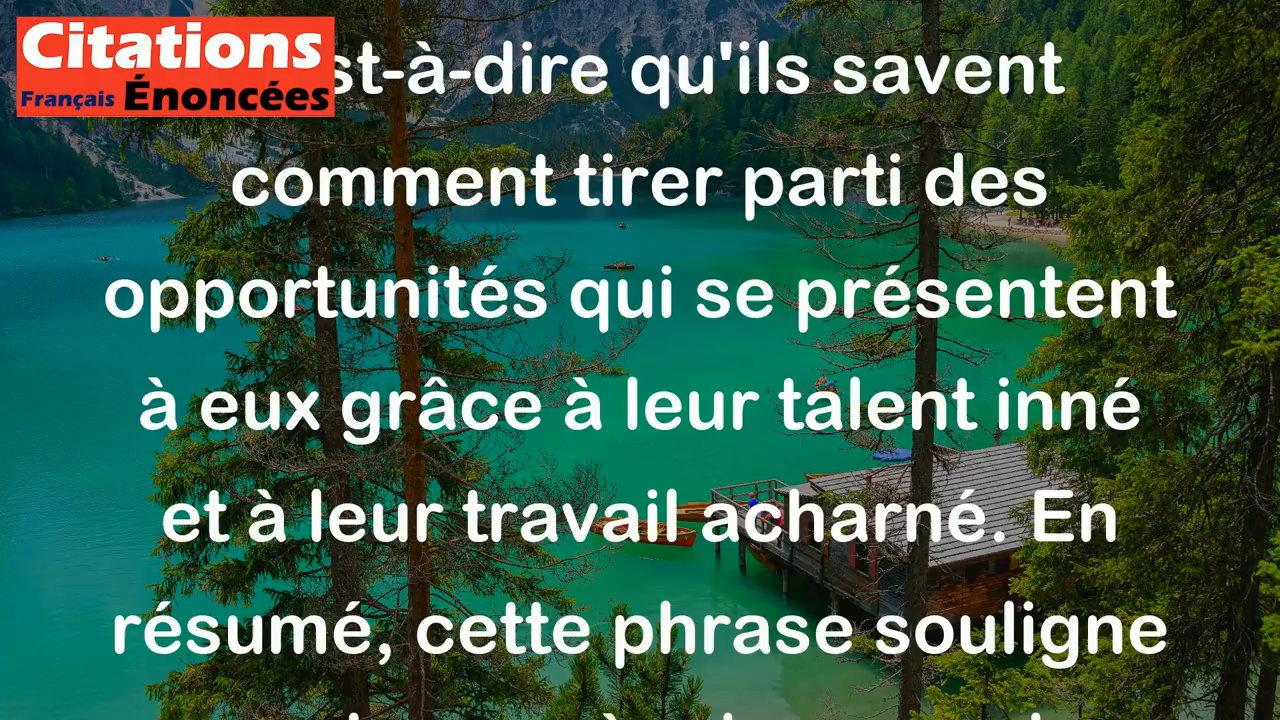 Citations
Français Énoncées
st-à-dire qu'ils savent
comment tirer parti des
opportunités qui se présentent
à eux grâce à leur talent inné
et à leur travail acharné. En
résumé, cette phrase souligne